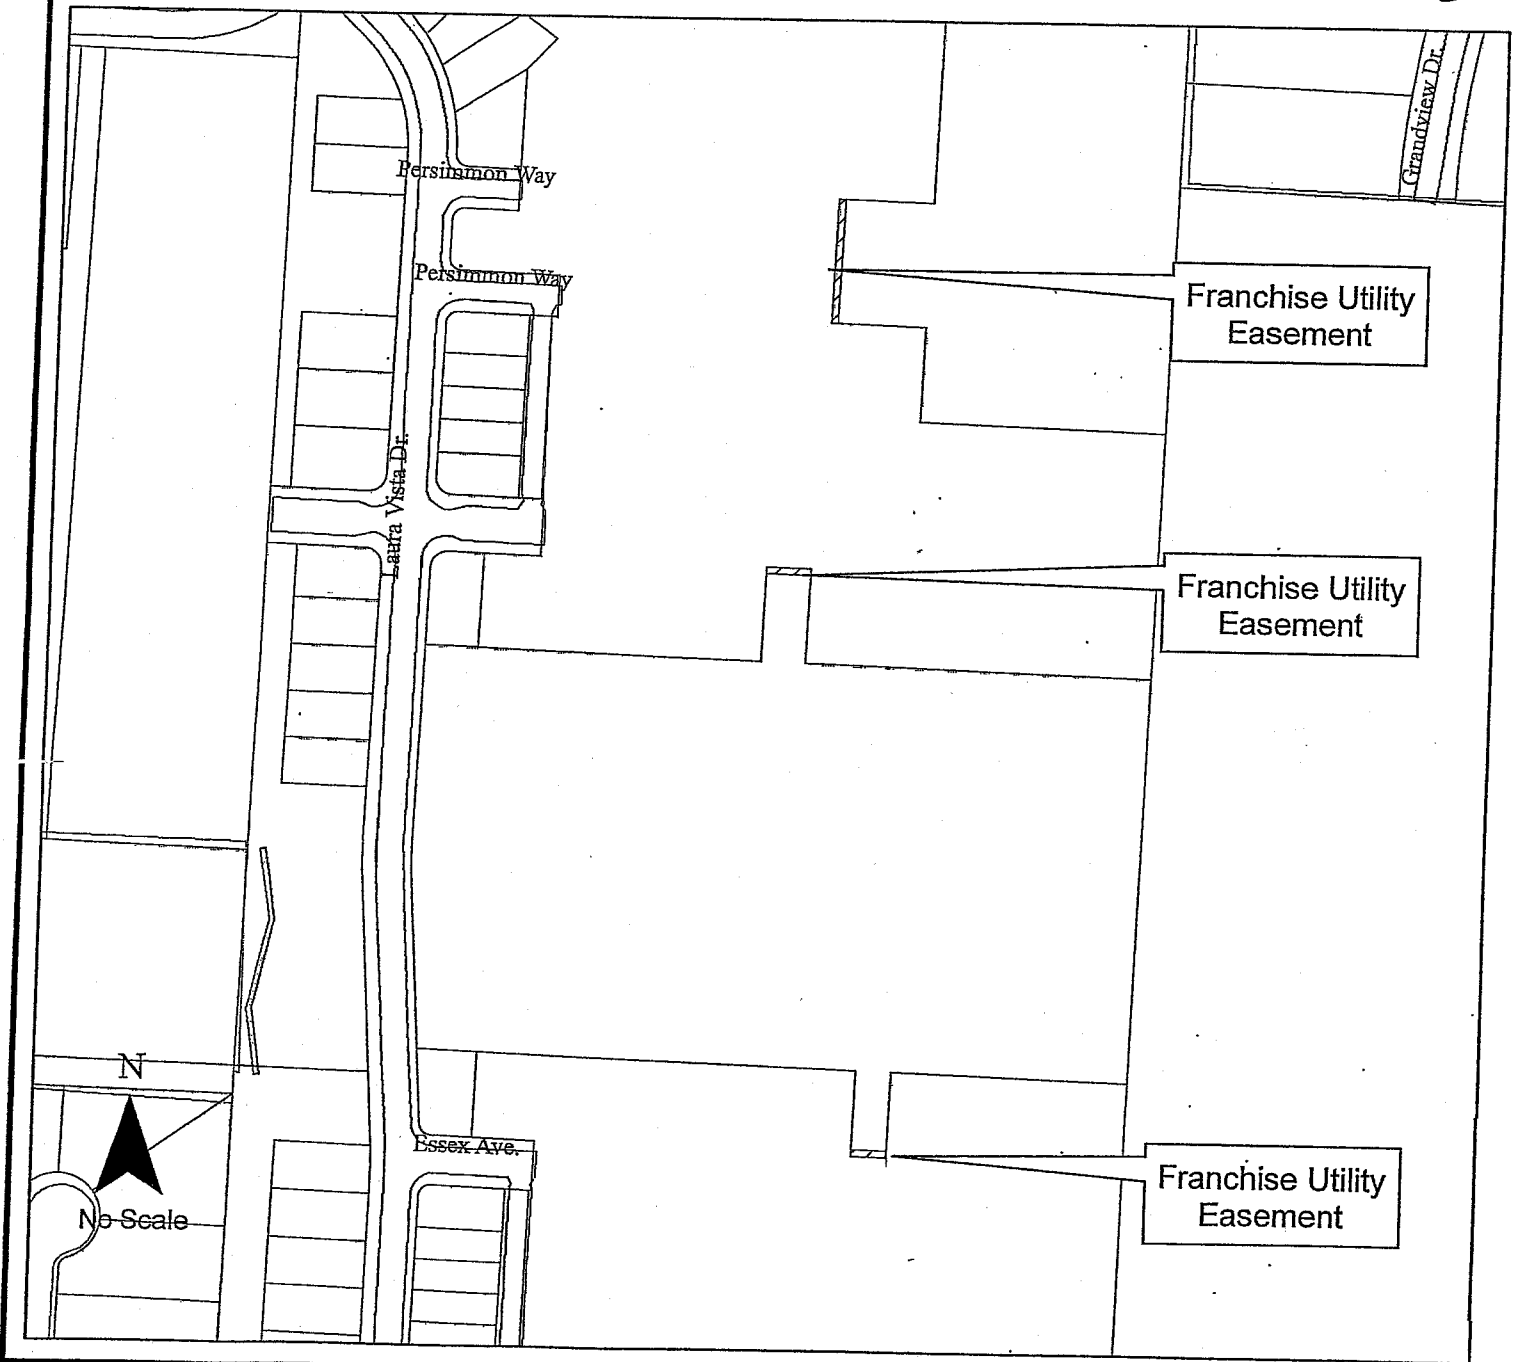 Grandview Dr.
Persimmon Way
Persimmon Way
Franchise Utility
Easement
Laura Vista Dr.
Franchise Utility
Easement
N
Essex Ave.
Franchise Utility
Easement
No Scale